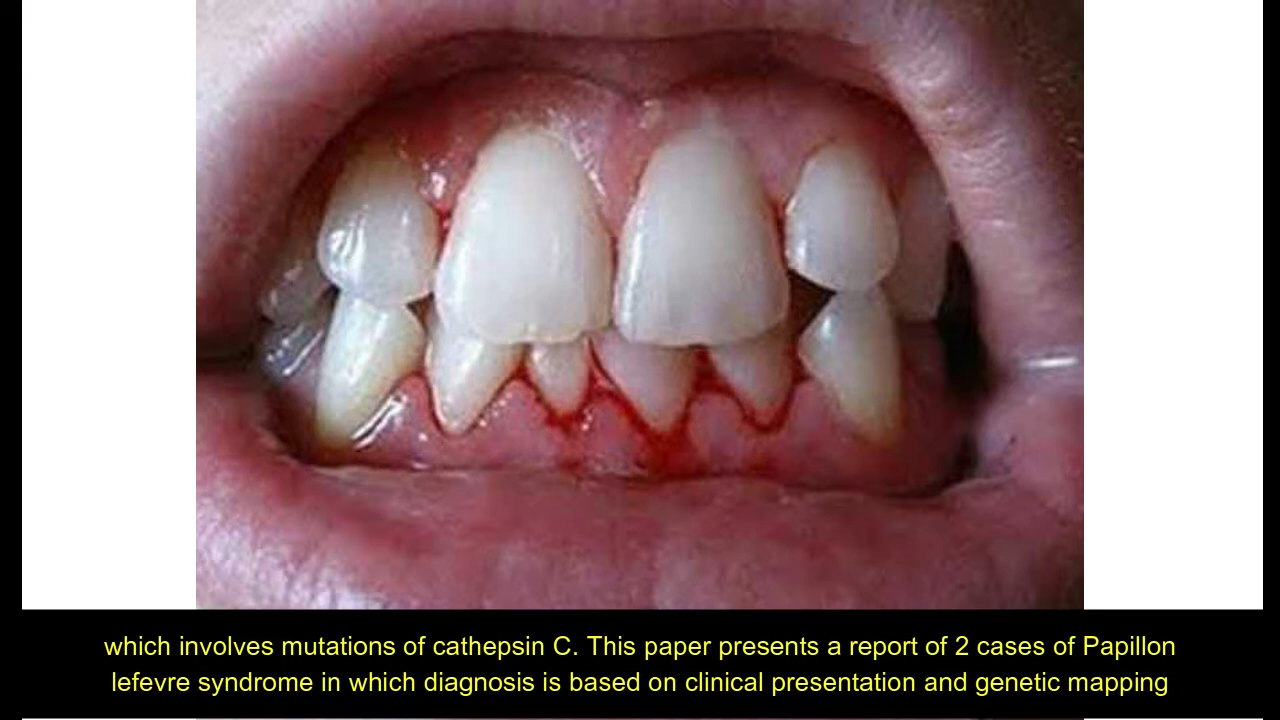 which involves mutations of cathepsin C. This paper presents a report of 2 cases of Papillon
lefevre syndrome in which diagnosis is based on clinical presentation and genetic mapping